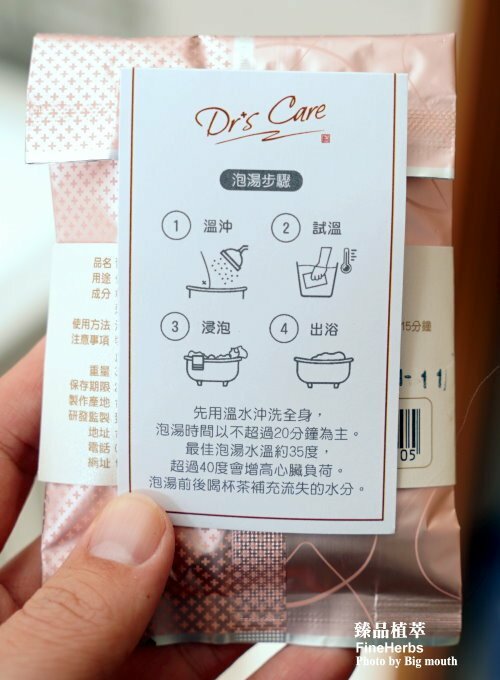 Dr's Care
泡湯步驟
1 溫沖
2 試溫
3 浸泡
4 出浴
先用溫水沖洗全身，
泡湯時間以不超過20分鐘為主。
最佳泡湯水溫約35度，
超過40度會增高心臟負荷。
泡湯前後喝杯茶補充流失的水分。
品名
用途
成分
使用方法
注意事項
重量
保存期限
製作產地
研發監製
地址
電話
網址
15分鐘
05
臻品植萃
FineHerbs
Photo by Big mouth